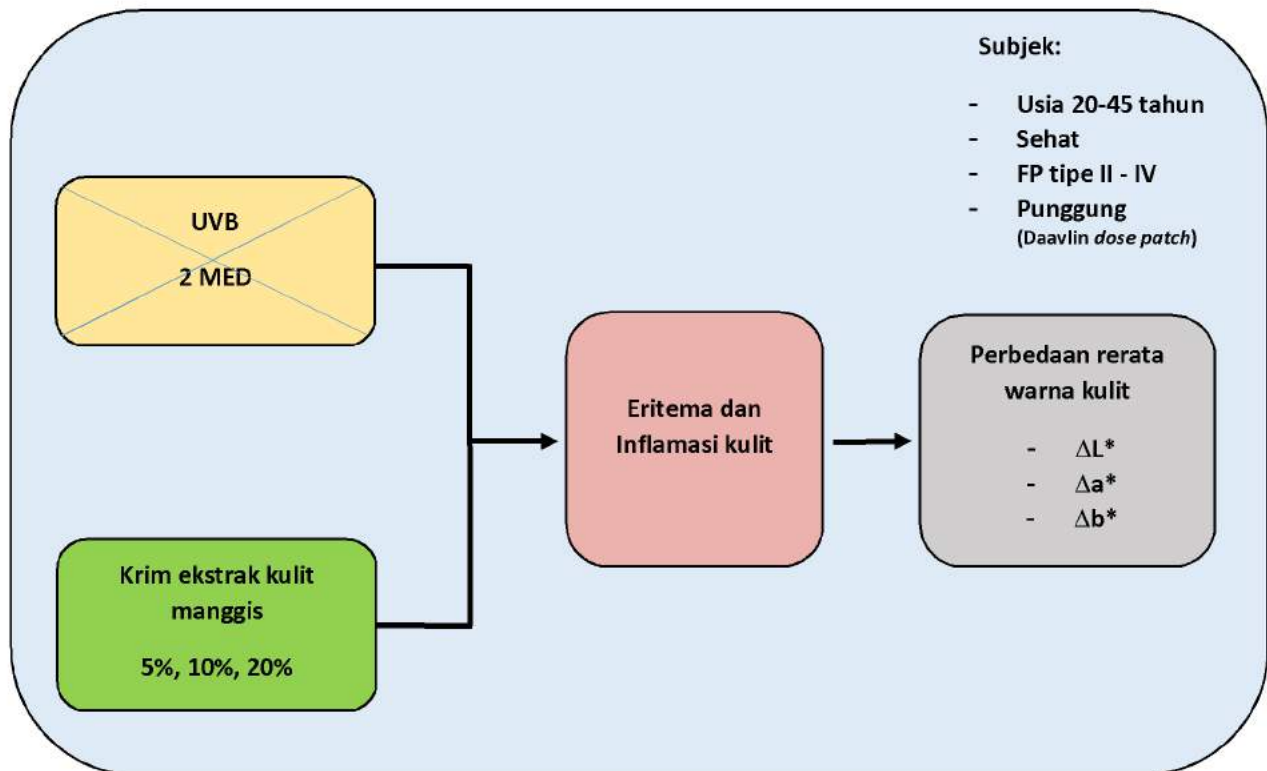 Subjek:
- Usia 20-45 tahun
- Sehat
- FP tipe II - IV
- Punggung
(Daavlin dose patch)
UVB
2 MED
Eritema dan
Inflamasi kulit
Perbedaan rerata
warna kulit
- ΔL*
- Δa*
- Δb*
Krim ekstrak kulit
manggis
5%, 10%, 20%